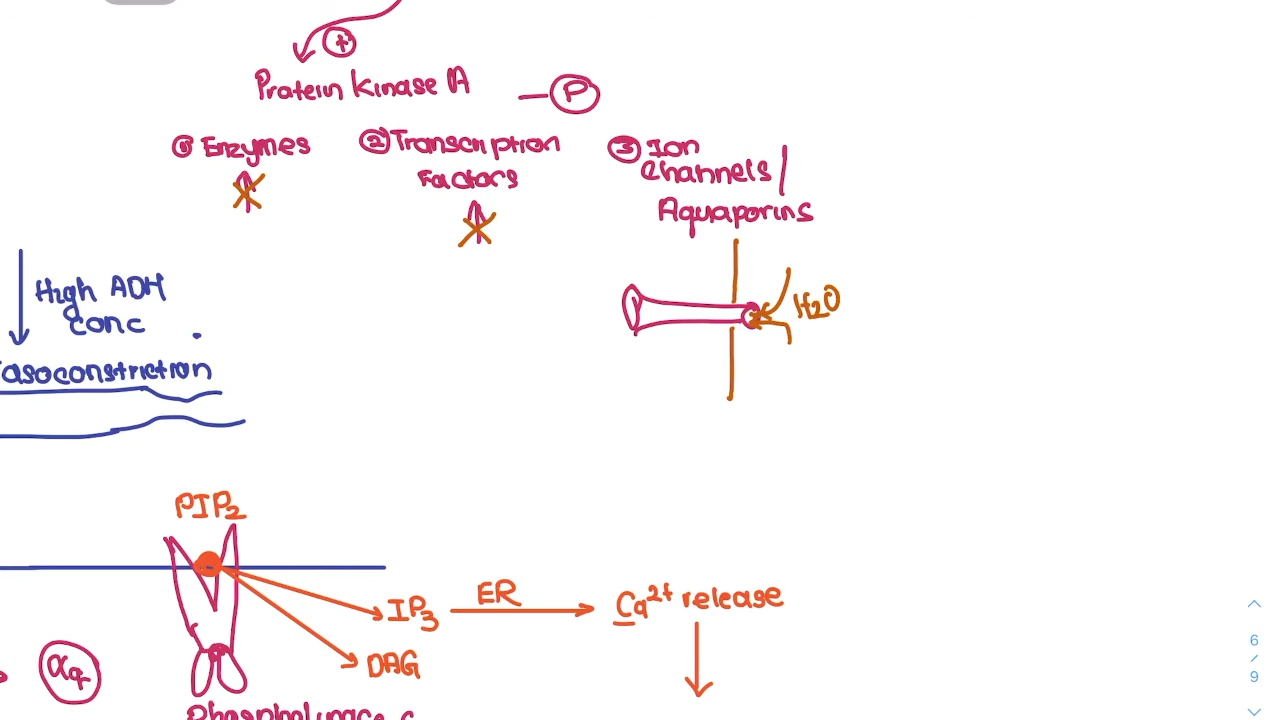 +
Protein Kinase A
P
① Enzymes
② Transcription
Factors
③ Ion
Channels/
Aquaporins
H2O
High ADH
conc
asoconstriction
PIP2
IP3
ER
Ca2+ release
DAG
αq
6
/
9